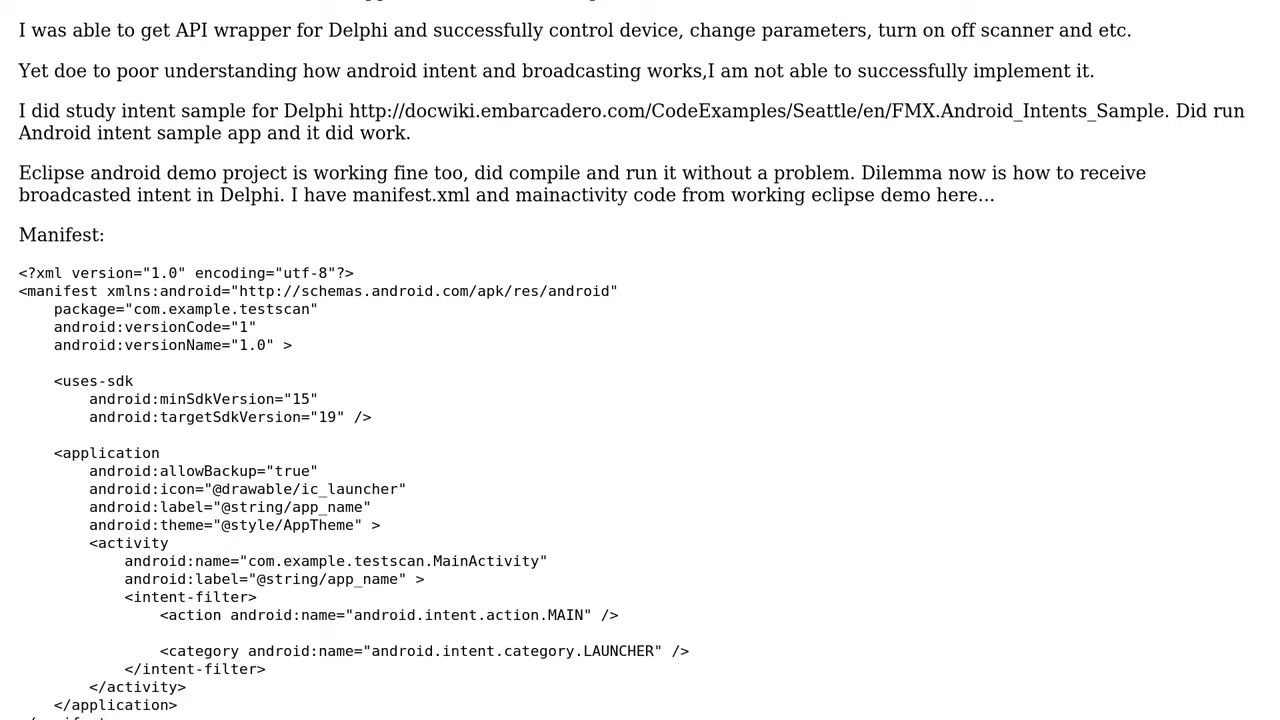 I was able to get API wrapper for Delphi and successfully control device, change parameters, turn on off scanner and etc.
Yet doe to poor understanding how android intent and broadcasting works,I am not able to successfully implement it.
I did study intent sample for Delphi http://docwiki.embarcadero.com/CodeExamples/Seattle/en/FMX.Android_Intents_Sample. Did run
Android intent sample app and it did work.
Eclipse android demo project is working fine too, did compile and run it without a problem. Dilemma now is how to receive
broadcasted intent in Delphi. I have manifest.xml and mainactivity code from working eclipse demo here...
Manifest:
<?xml version="1.0" encoding="utf-8"?>
<manifest xmlns:android="http://schemas.android.com/apk/res/android"
    package="com.example.testscan"
    android:versionCode="1"
    android:versionName="1.0" >
    <uses-sdk
        android:minSdkVersion="15"
        android:targetSdkVersion="19" />
    <application
        android:allowBackup="true"
        android:icon="@drawable/ic_launcher"
        android:label="@string/app_name"
        android:theme="@style/AppTheme" >
        <activity
            android:name="com.example.testscan.MainActivity"
            android:label="@string/app_name" >
            <intent-filter>
                <action android:name="android.intent.action.MAIN" />
                <category android:name="android.intent.category.LAUNCHER" />
            </intent-filter>
        </activity>
    </application>